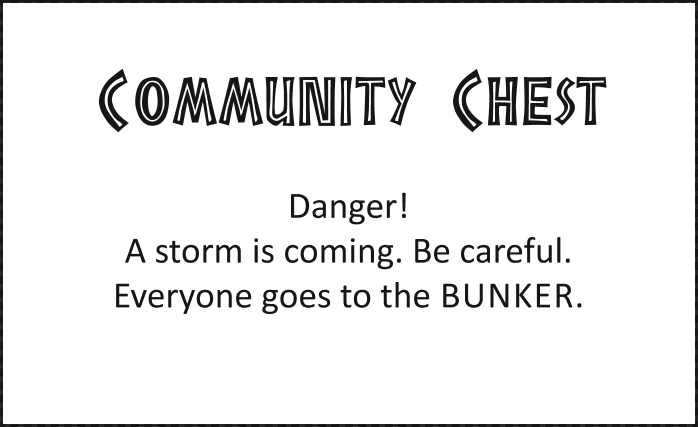 COMMUNITY CHEST
Danger!
A storm is coming. Be careful.
Everyone goes to the BUNKER.